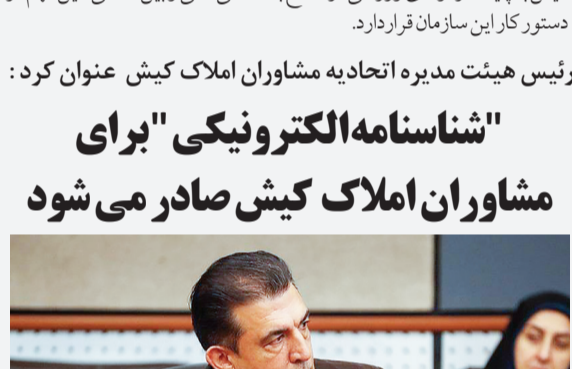 دستور کار این سازمان قرار دارد.
رئیس هیئت مدیره اتحادیه مشاوران املاک کیش عنوان کرد :
"شناسنامه الکترونیکی" برای
مشاوران املاک کیش صادر می شود